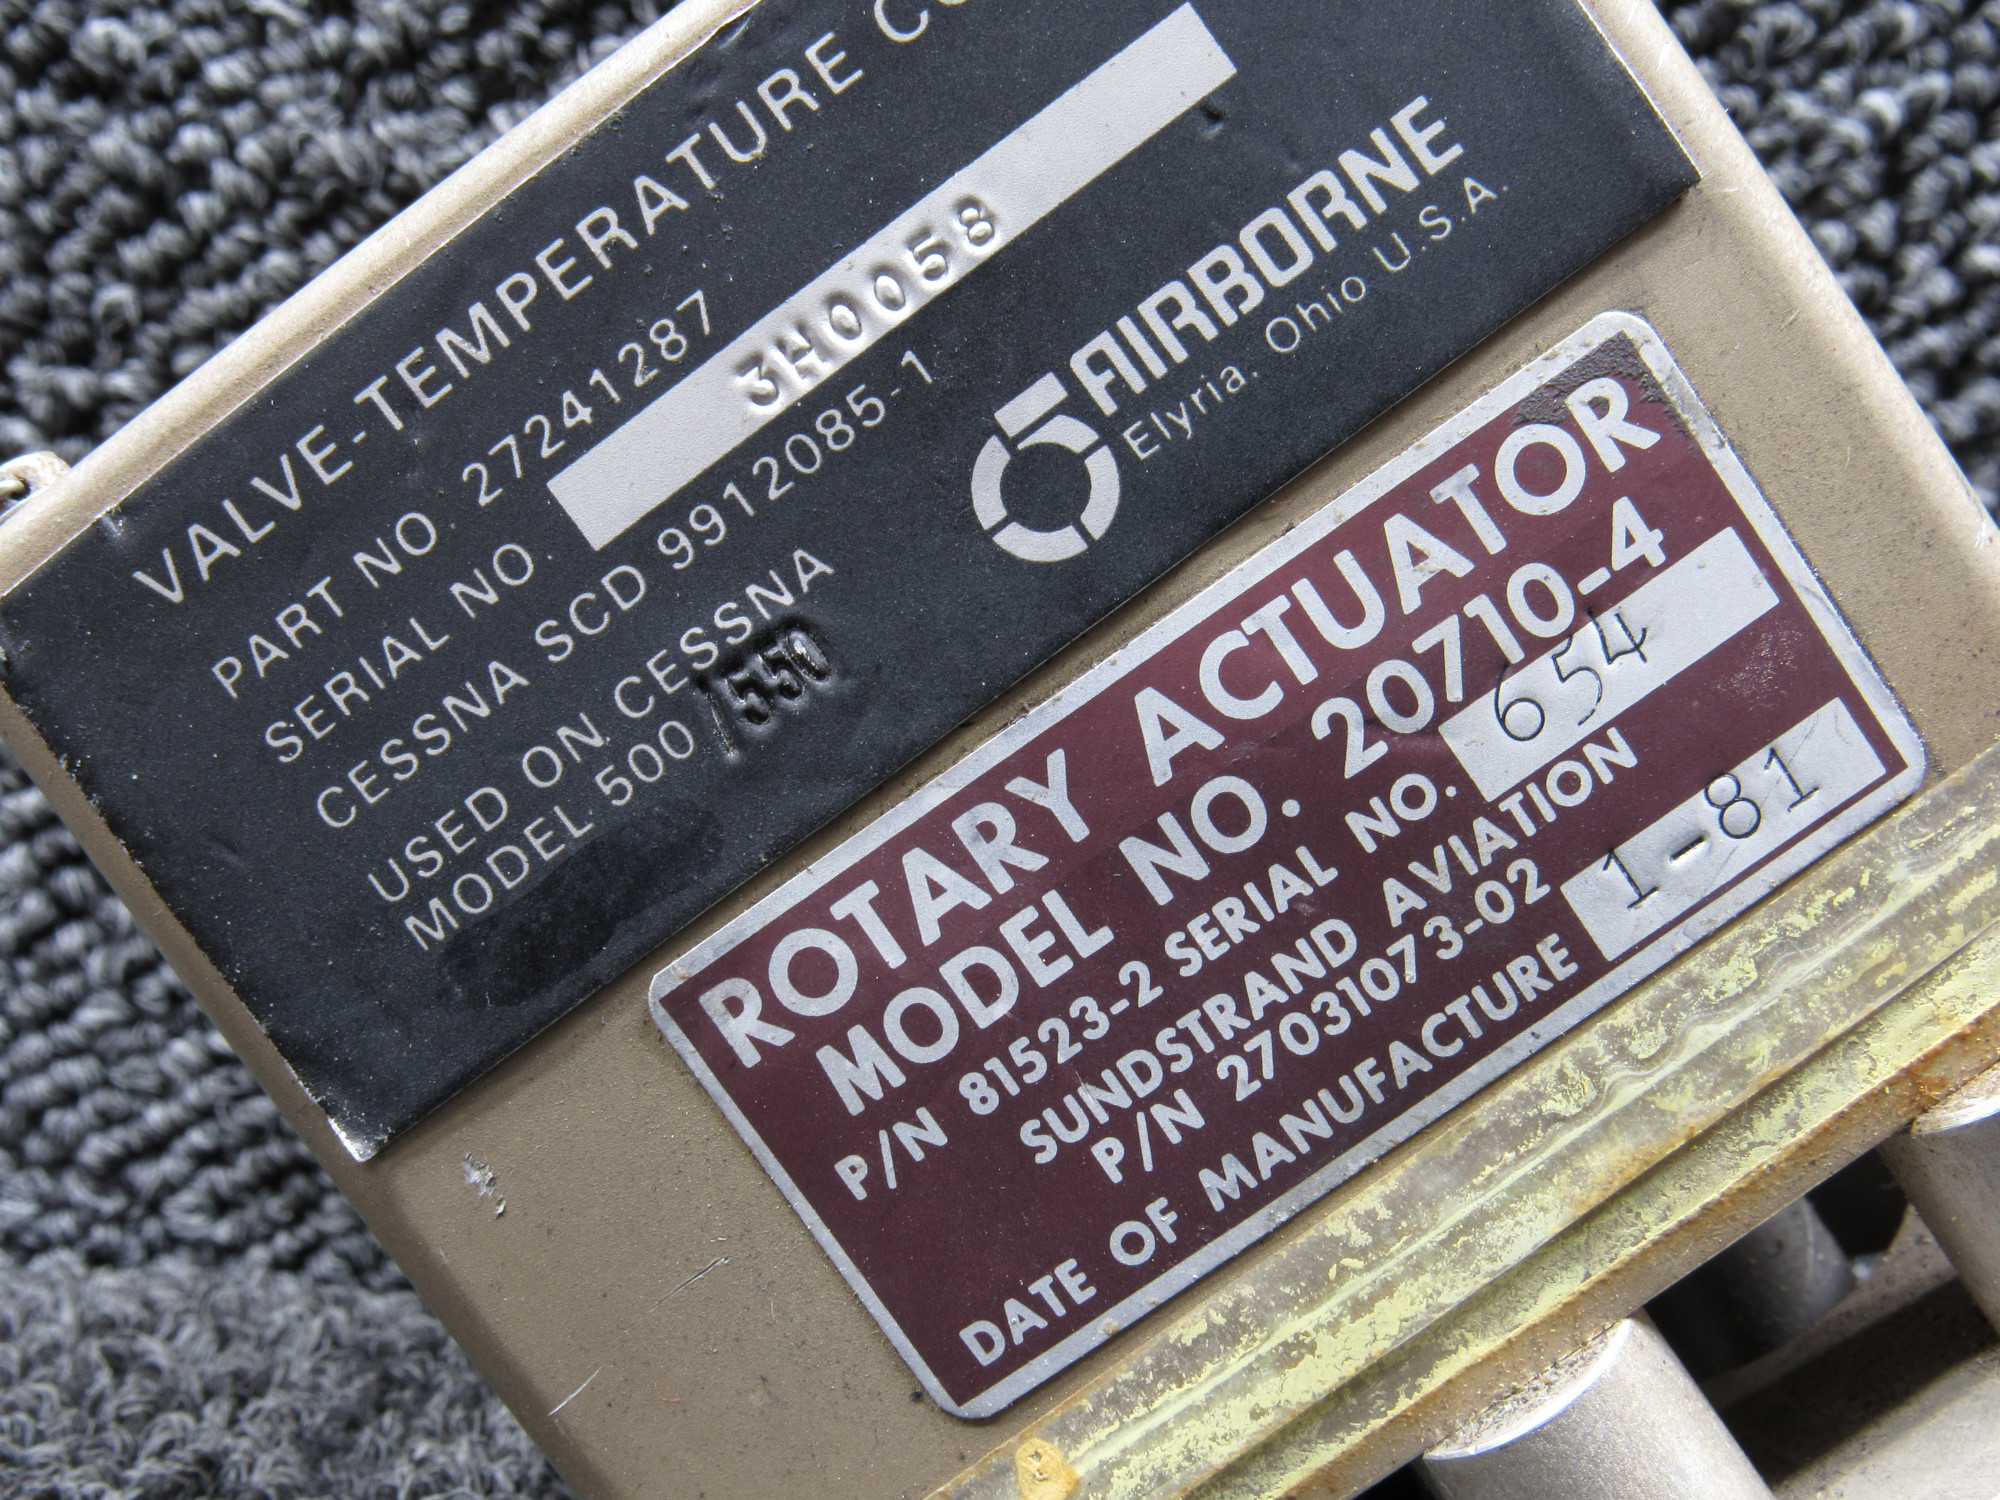 VALVE-TEMPERATURE
PART NO. 27241287
SERIAL NO. 3H0058
CESSNA SCD 9912085-1
USED ON CESSNA
MODEL 500/550
AIRBORNE
Elyria, Ohio U.S.A.
ROTARY ACTUATOR
MODEL NO. 20710-4
P/N 81523-2 SERIAL NO. 654
SUNDSTRAND AVIATION
P/N 27031073-02
DATE OF MANUFACTURE 1-81